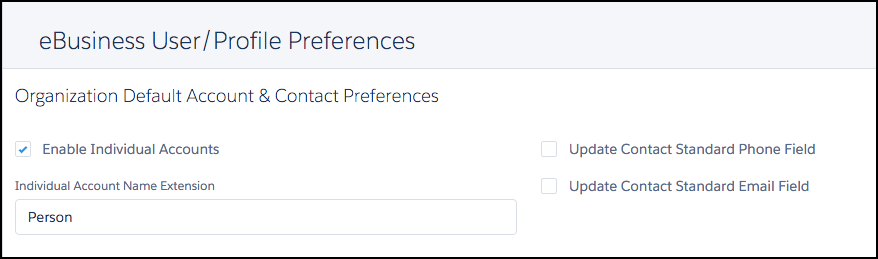 eBusiness User/Profile Preferences
Organization Default Account & Contact Preferences
Enable Individual Accounts
Update Contact Standard Phone Field
Individual Account Name Extension
Update Contact Standard Email Field
Person